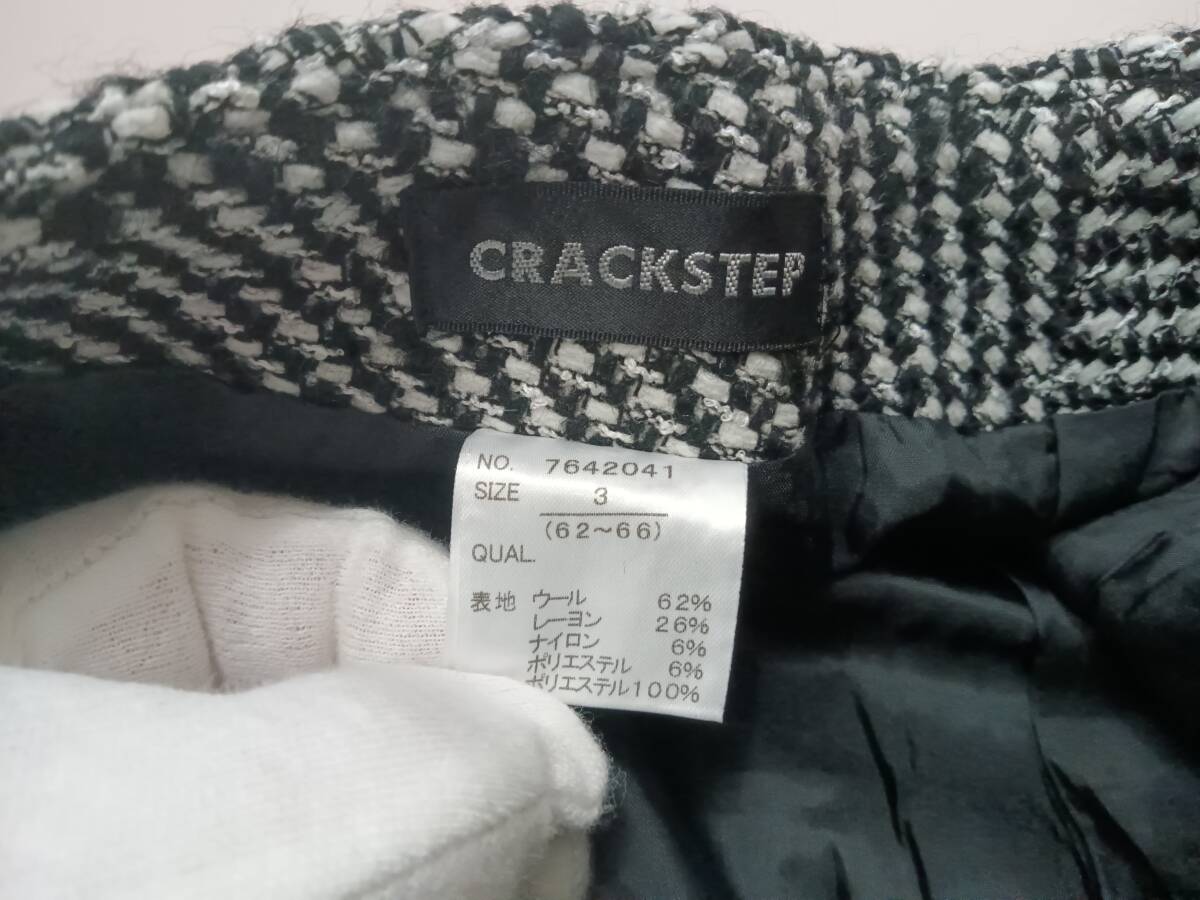 CRACKSTEP
NO. 7642041
SIZE 3
(62～66)
QUAL.
表地 ウール 62%
レーヨン 26%
ナイロン 6%
ポリエステル 6%
ポリエステル100%